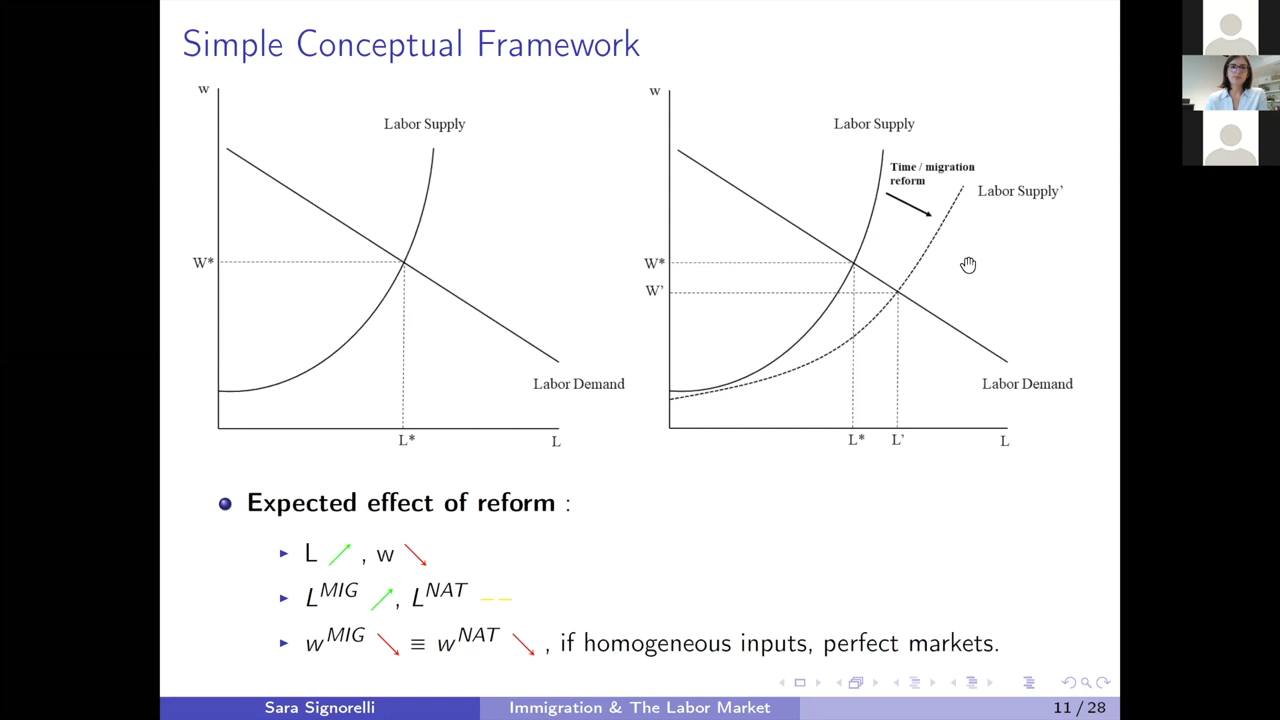 Simple Conceptual Framework
w
Labor Supply
W*
Labor Demand
L*
L
w
Labor Supply
Time / migration
reform
Labor Supply’
W*
W’
Labor Demand
L*
L’
L
Expected effect of reform :
L ↗ , w ↘
L^MIG ↗, L^NAT −−
w^MIG ↘ ≡ w^NAT ↘ , if homogeneous inputs, perfect markets.
Sara Signorelli
Immigration & The Labor Market
11 / 28